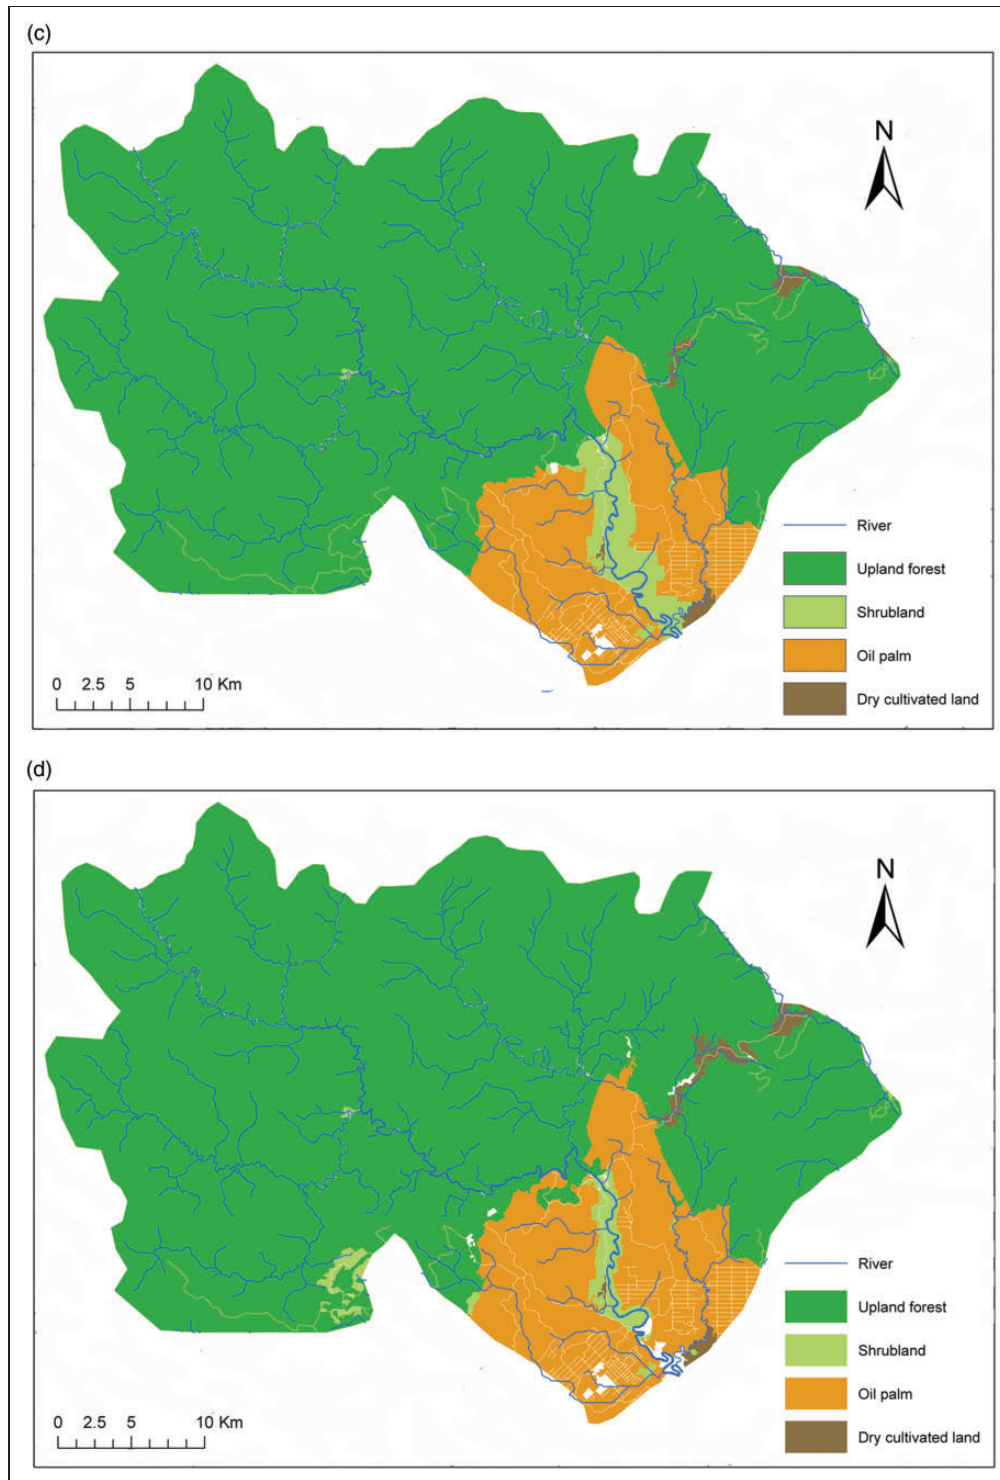 (c)
N
River
Upland forest
Shrubland
Oil palm
Dry cultivated land
0 2.5 5 10 Km
(d)
N
River
Upland forest
Shrubland
Oil palm
Dry cultivated land
0 2.5 5 10 Km